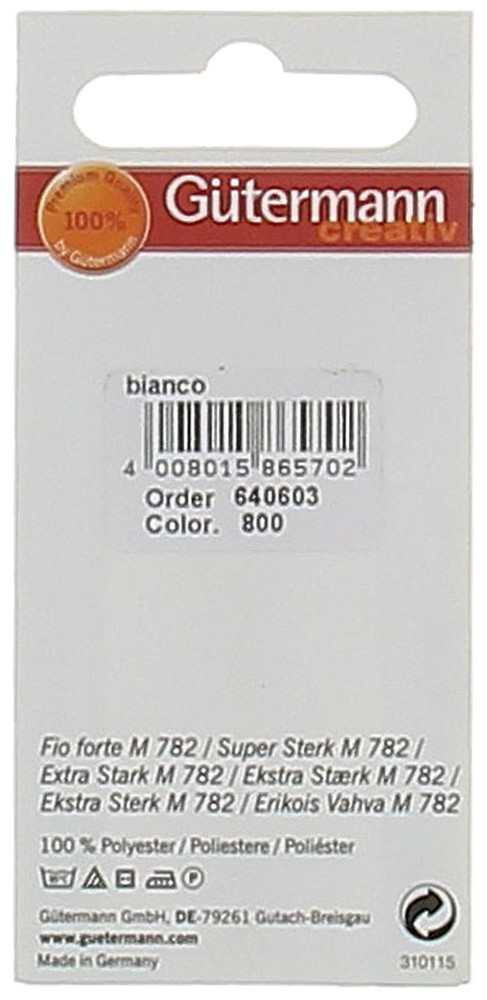 Premium Quality
100%
by Gütermann
Gütermann
creativ
bianco
4 008015 865702
Order 640603
Color. 800
Fio forte M 782 / Super Sterk M 782 /
Extra Stark M 782 / Ekstra Stærk M 782 /
Ekstra Sterk M 782 / Erikois Vahva M 782
100 % Polyester / Poliestere / Poliéster
P
Gütermann GmbH, DE-79261 Gutach-Breisgau
www.guetermann.com
Made in Germany
310115